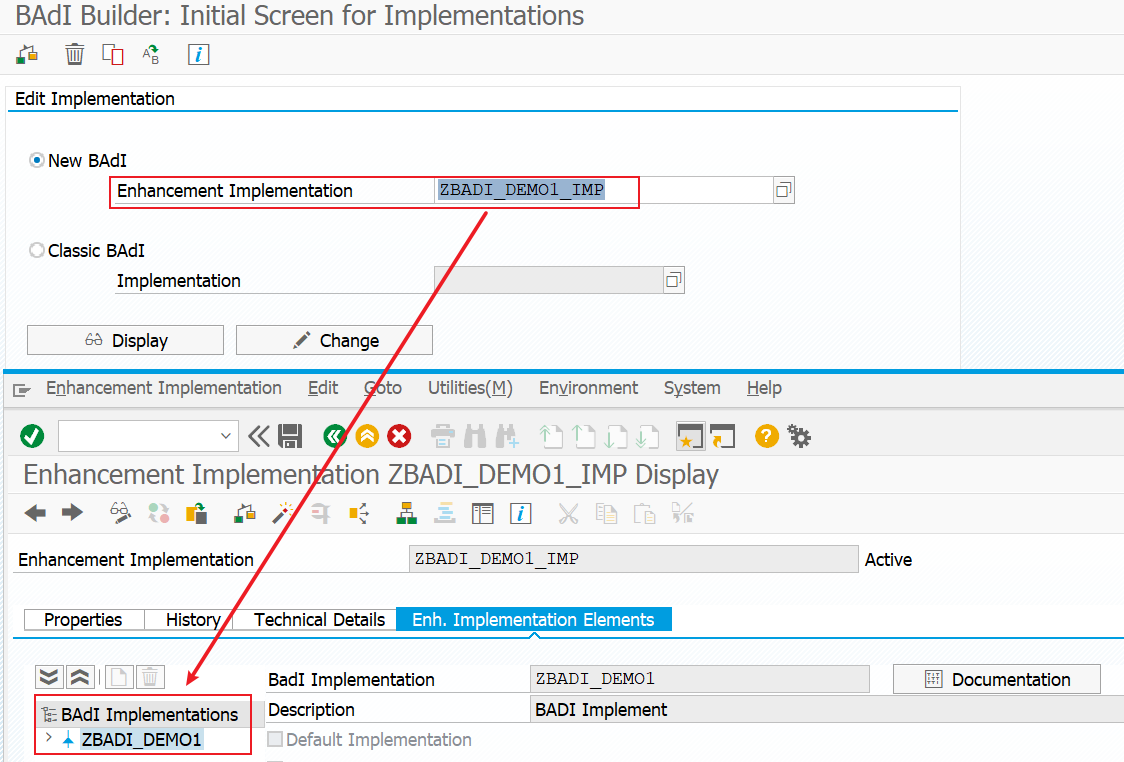 BAdI Builder: Initial Screen for Implementations
Edit Implementation
New BAdI
Enhancement Implementation ZBADI_DEMO1_IMP
Classic BAdI
Implementation
Display Change
Enhancement Implementation Edit Goto Utilities(M) Environment System Help
Enhancement Implementation ZBADI_DEMO1_IMP Display
Enhancement Implementation ZBADI_DEMO1_IMP Active
Properties History Technical Details Enh. Implementation Elements
BadI Implementation ZBADI_DEMO1 Documentation
BAdI Implementations Description BADI Implement
ZBADI_DEMO1 Default Implementation